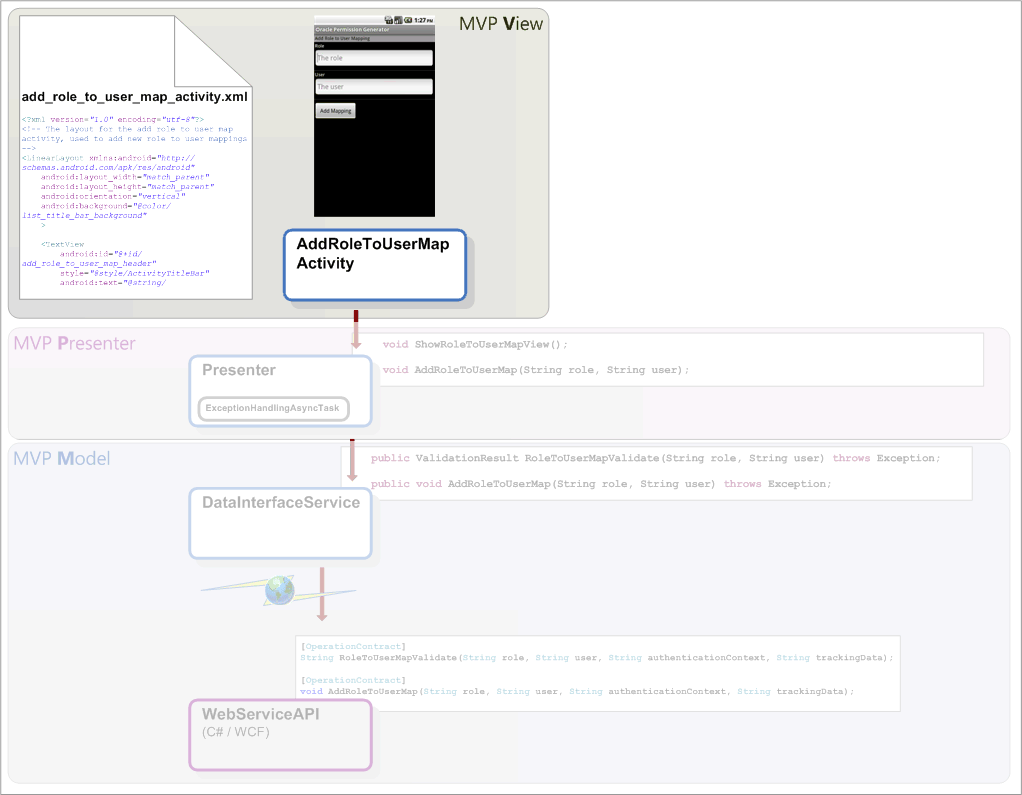 MVP View
1:27 PM
Oracle Permission Generator
Add Role to User Mapping
Role
The role
User
The user
Add Mapping
add_role_to_user_map_activity.xml
<?xml version="1.0" encoding="utf-8"?>
<!-- The layout for the add role to user map
activity, used to add new role to user mappings
-->
<LinearLayout xmlns:android="http://
schemas.android.com/apk/res/android"
android:layout_width="match_parent"
android:layout_height="match_parent"
android:orientation="vertical"
android:background="@color/
list_title_bar_background"
>
<TextView
android:id="@+id/
add_role_to_user_map_header"
style="@style/ActivityTitleBar"
android:text="@string/
AddRoleToUserMap
Activity
MVP Presenter
void ShowRoleToUserMapView();
void AddRoleToUserMap(String role, String user);
Presenter
ExceptionHandlingAsyncTask
MVP Model
public ValidationResult RoleToUserMapValidate(String role, String user) throws Exception;
public void AddRoleToUserMap(String role, String user) throws Exception;
DataInterfaceService
[OperationContract]
String RoleToUserMapValidate(String role, String user, String authenticationContext, String trackingData);
[OperationContract]
void AddRoleToUserMap(String role, String user, String authenticationContext, String trackingData);
WebServiceAPI
(C# / WCF)